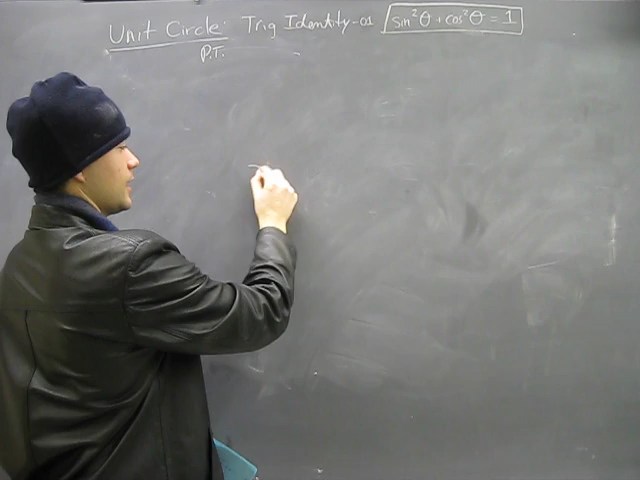 Unit Circle: Trig Identity-01 sin²θ + cos²θ = 1
P.T.